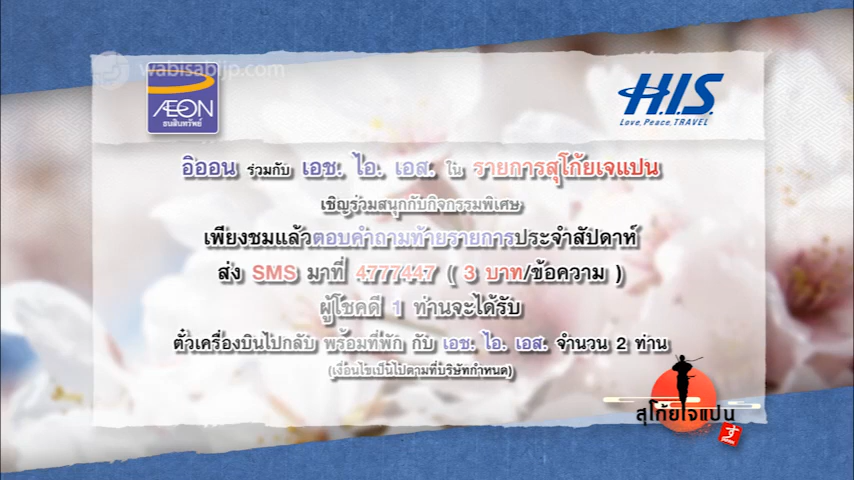 wabisabijp.com
ÆON
ธนสินทรัพย์
H.I.S.
Love, Peace, TRAVEL
อิออน ร่วมกับ เอช. ไอ. เอส. ใน รายการสุโก้ยเจแปน
เชิญร่วมสนุกกับกิจกรรมพิเศษ
เพียงชมแล้วตอบคำถามท้ายรายการประจำสัปดาห์
ส่ง SMS มาที่ 4777447 ( 3 บาท/ข้อความ )
ผู้โชคดี 1 ท่านจะได้รับ
ตั๋วเครื่องบินไปกลับ พร้อมที่พัก กับ เอช. ไอ. เอส. จำนวน 2 ท่าน
(เงื่อนไขเป็นไปตามที่บริษัทกำหนด)
สุโก้ยใจแปน
す